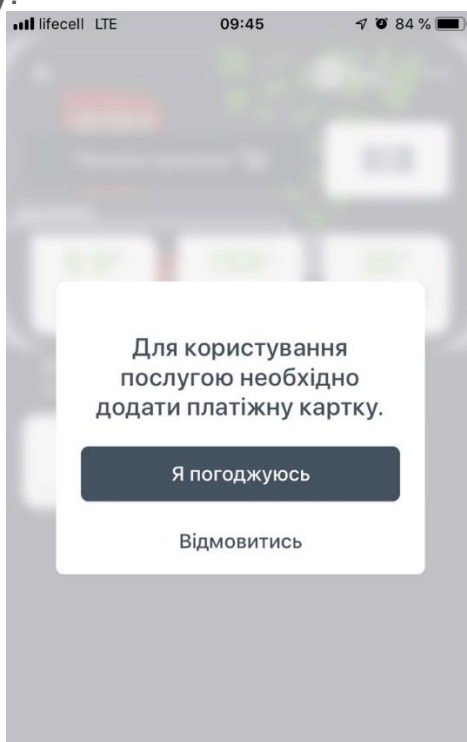 lifecell LTE 09:45 84 %
Для користування
послугою необхідно
додати платіжну картку.
Я погоджуюсь
Відмовитись